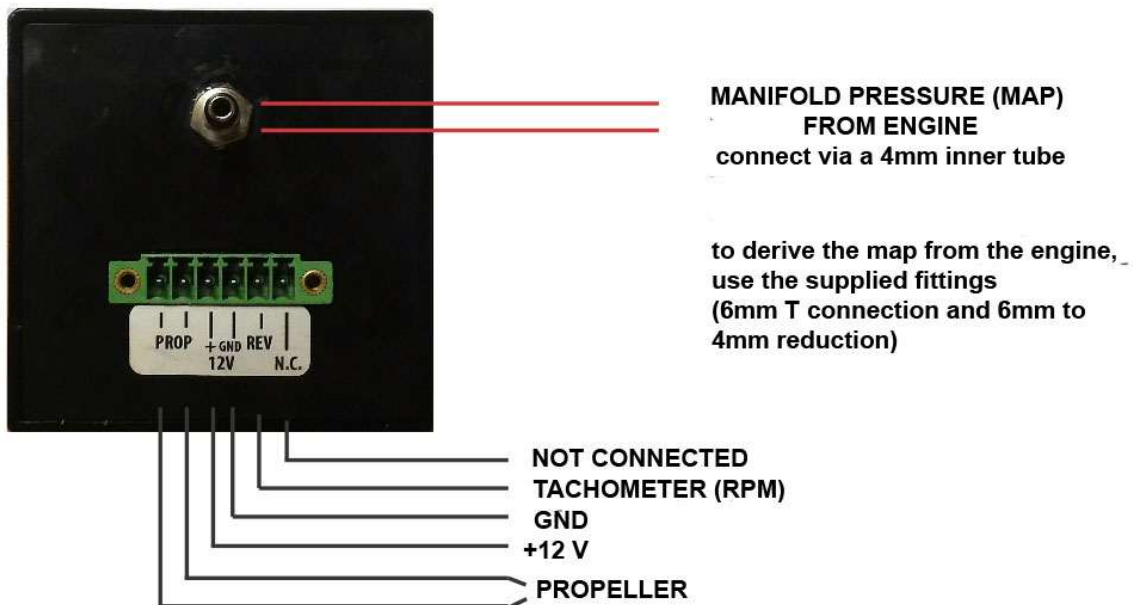 MANIFOLD PRESSURE (MAP)
FROM ENGINE
connect via a 4mm inner tube
to derive the map from the engine,
use the supplied fittings
(6mm T connection and 6mm to
4mm reduction)
PROP + GND REV
12V N.C.
NOT CONNECTED
TACHOMETER (RPM)
GND
+12 V
PROPELLER